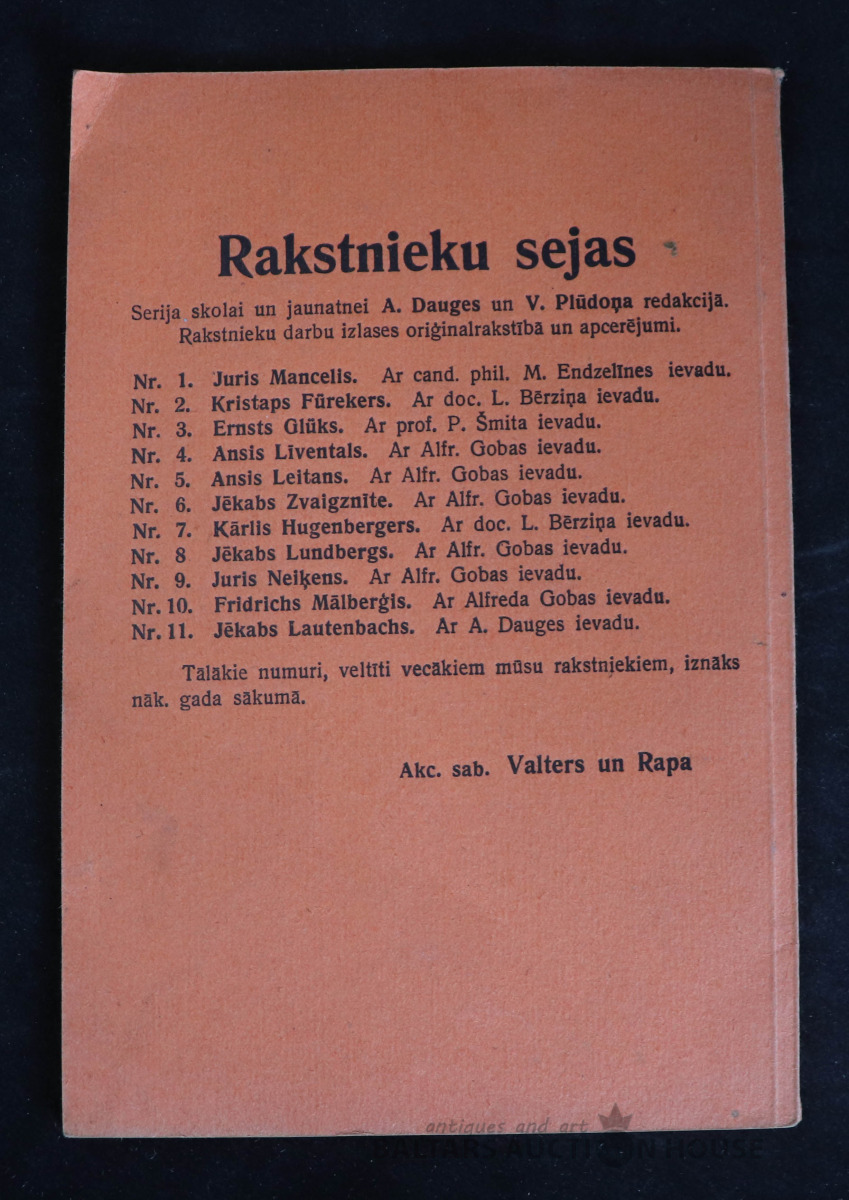 Rakstnieku sejas
Serija skolai un jaunatnei A. Dauges un V. Plūdoņa redakcijā.
Rakstnieku darbu izlases oriģinalrakstībā un apcerējumi.
Nr. 1. Juris Mancelis. Ar cand. phil. M. Endzelīnes ievadu.
Nr. 2. Kristaps Fūrekers. Ar doc. L. Bērziņa ievadu.
Nr. 3. Ernsts Glūks. Ar prof. P. Šmita ievadu.
Nr. 4. Ansis Līventals. Ar Alfr. Gobas ievadu.
Nr. 5. Ansis Leitans. Ar Alfr. Gobas ievadu.
Nr. 6. Jēkabs Zvaigznīte. Ar Alfr. Gobas ievadu.
Nr. 7. Kārlis Hugenbergers. Ar doc. L. Bērziņa ievadu.
Nr. 8 Jēkabs Lundbergs. Ar Alfr. Gobas ievadu.
Nr. 9. Juris Neiķens. Ar Alfr. Gobas ievadu.
Nr. 10. Fridrichs Mālberģis. Ar Alfreda Gobas ievadu.
Nr. 11. Jēkabs Lautenbachs. Ar A. Dauges ievadu.
Tālākie numuri, veltīti vecākiem mūsu rakstniekiem, iznāks
nāk. gada sākumā.
Akc. sab. Valters un Rapa
antiques and art
BALTARS AUCTION HOUSE